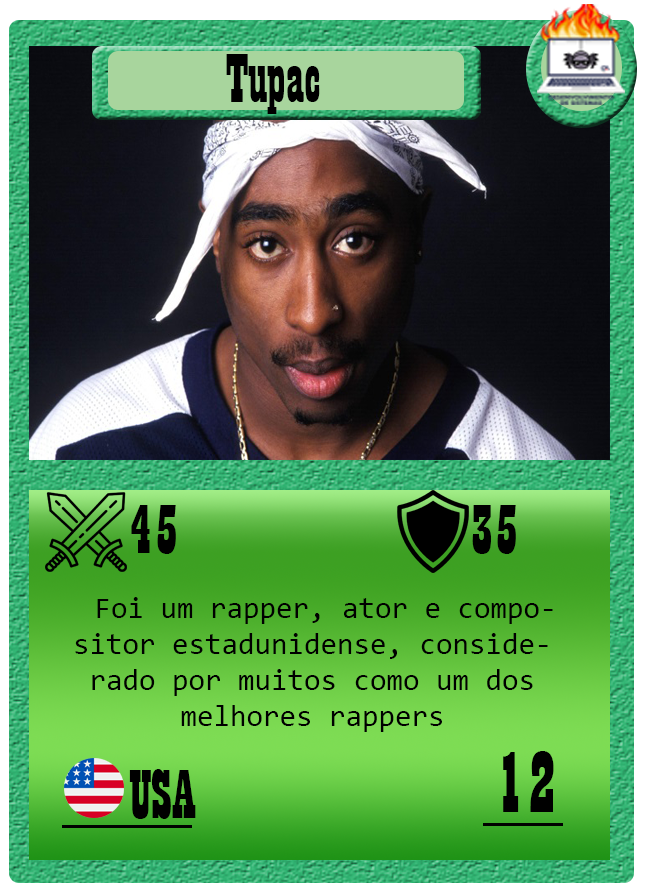 Tupac
45
35
Foi um rapper, ator e compo-
sitor estadunidense, conside-
rado por muitos como um dos
melhores rappers
USA
12